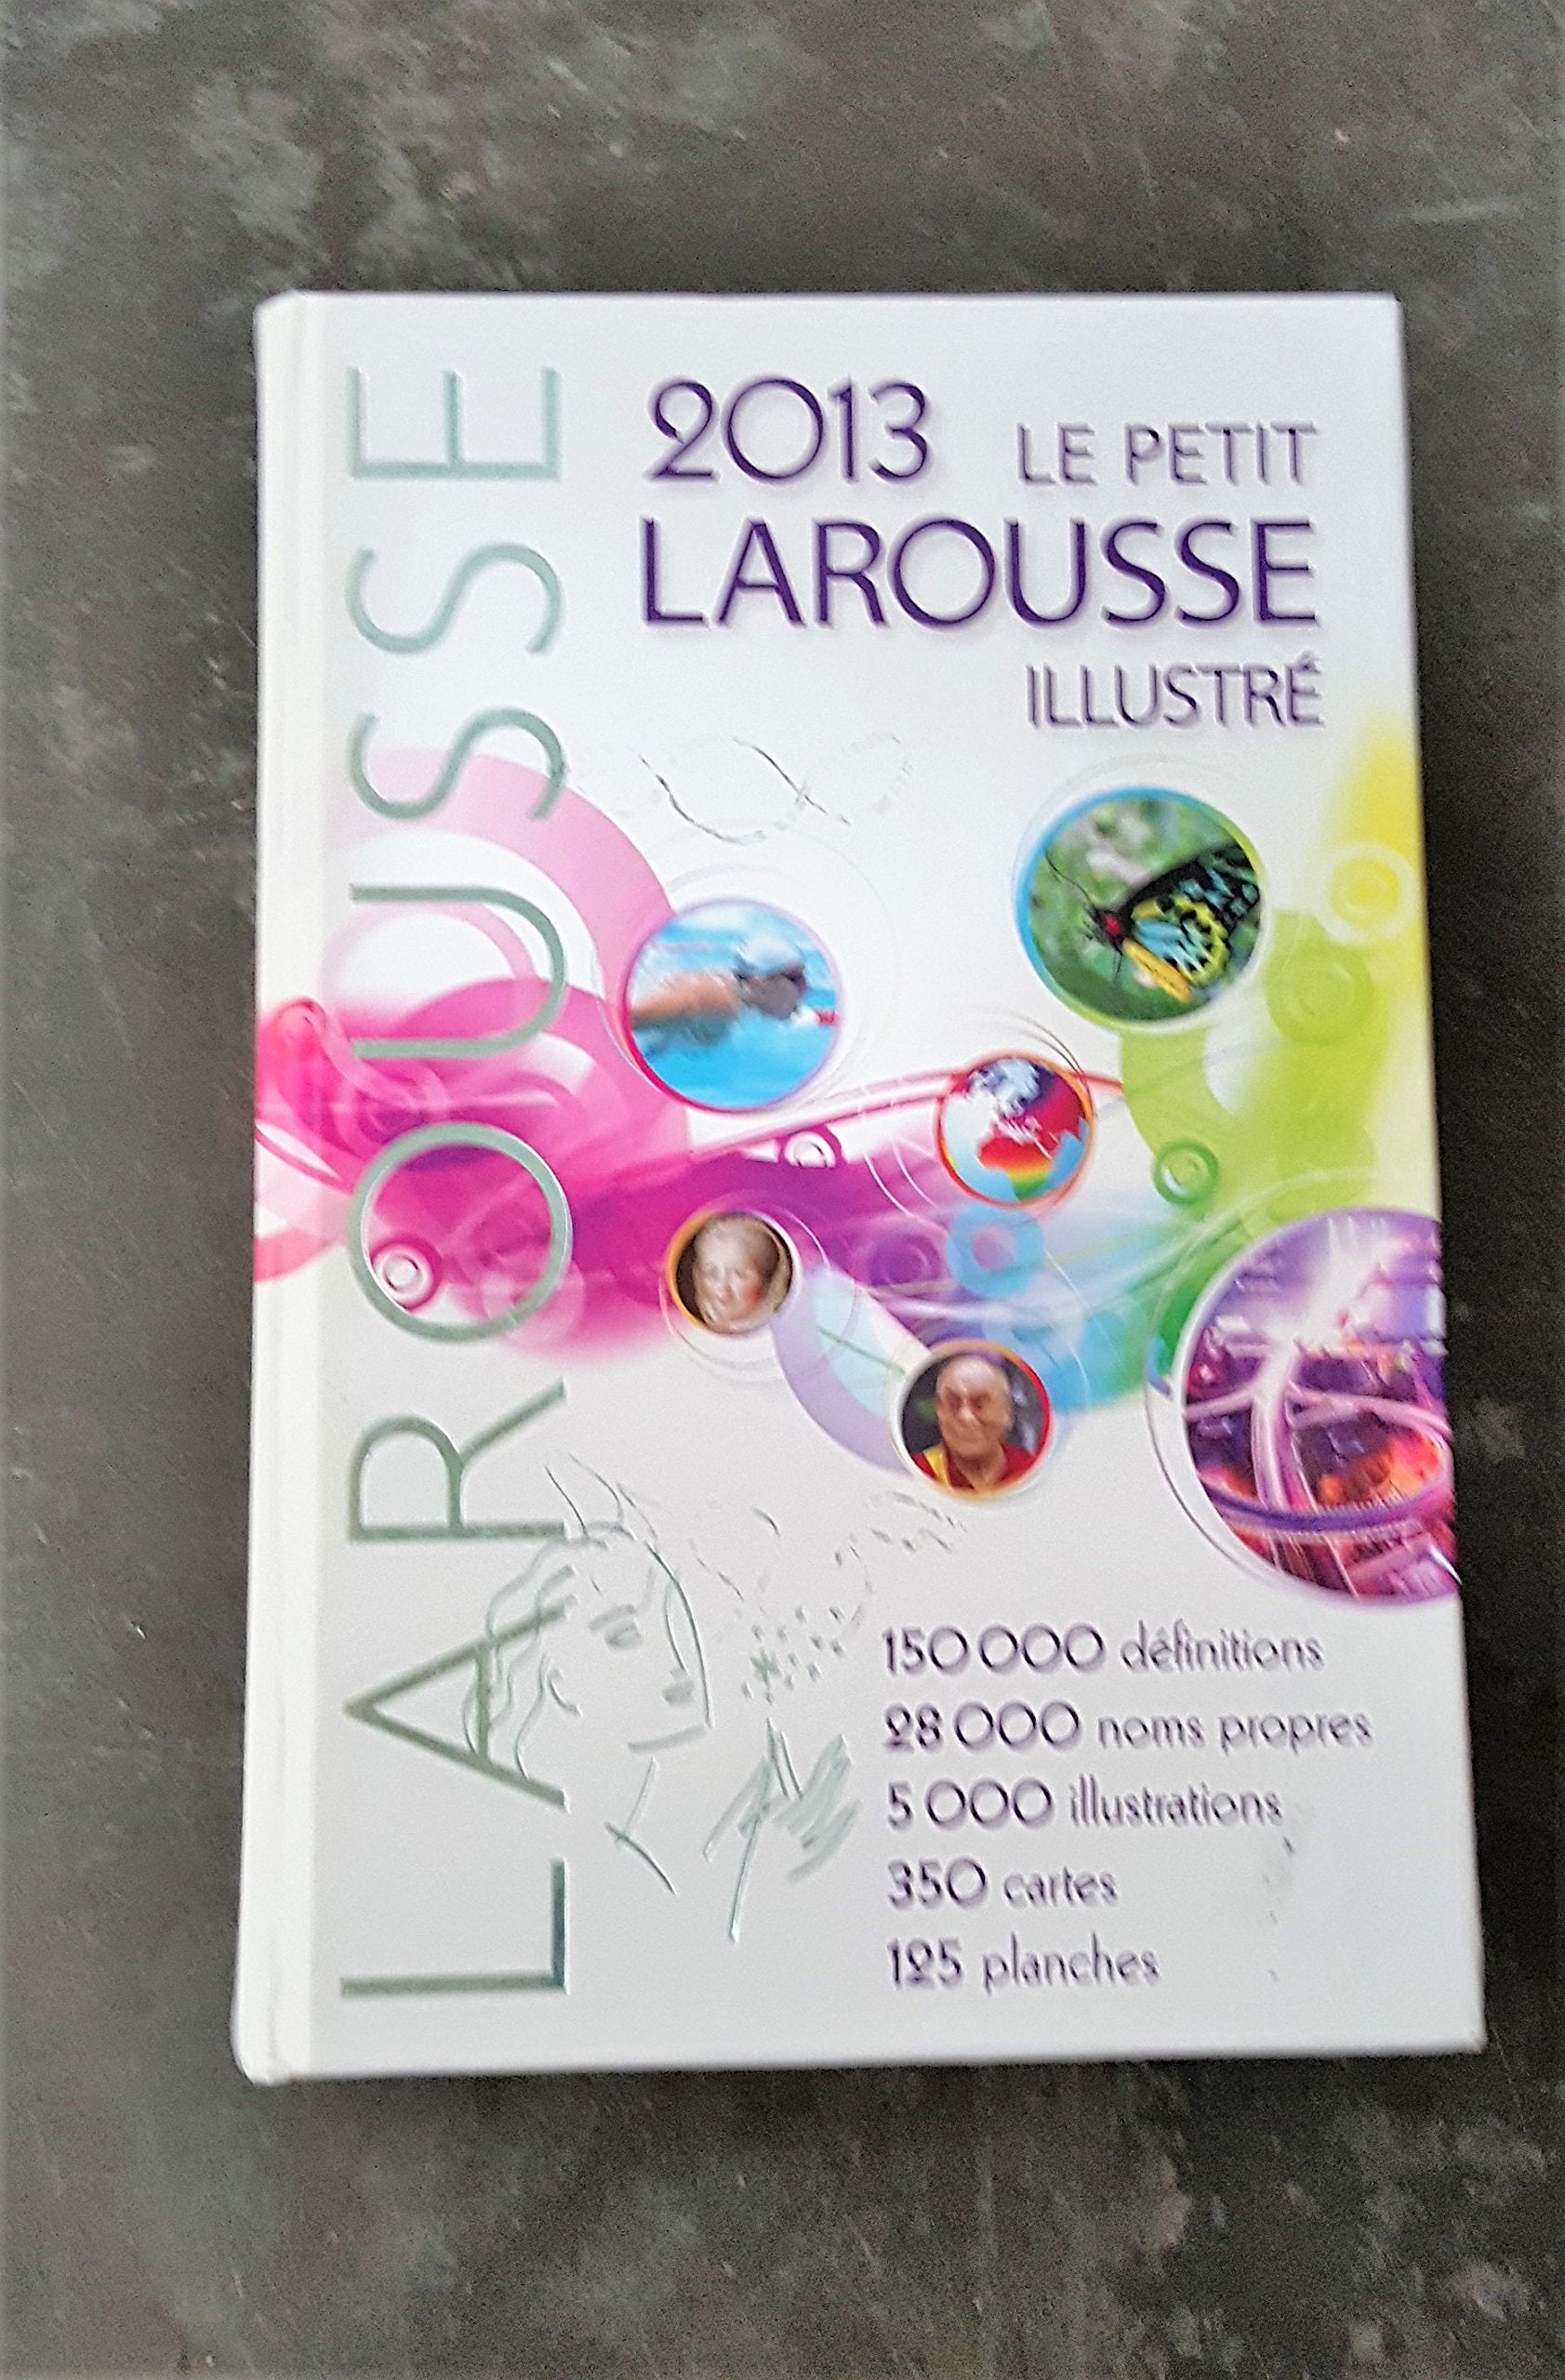 LAROUSSE
2013 LE PETIT
LAROUSSE
ILLUSTRÉ
150 000 définitions
28 000 noms propres
5 000 illustrations
350 cartes
125 planches